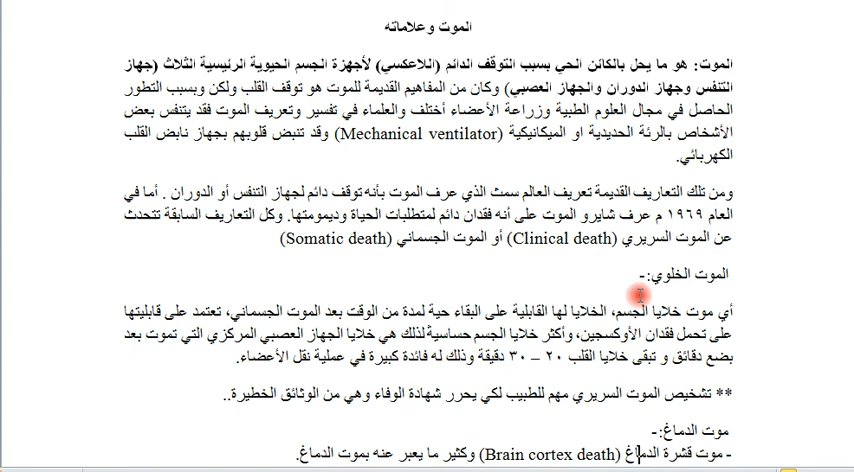 الموت وعلاماته
الموت: هو ما يحل بالكائن الحي بسبب التوقف الدائم (اللاعكسي) لأجهزة الجسم الحيوية الرئيسية الثلاث (جهاز
التنفس وجهاز الدوران والجهاز العصبي) وكان من المفاهيم القديمة للموت هو توقف القلب ولكن وبسبب التطور
الحاصل في مجال العلوم الطبية وزراعة الأعضاء أختلف والعلماء في تفسير وتعريف الموت فقد يتنفس بعض
الأشخاص بالرئة الحديدية او الميكانيكية (Mechanical ventilator) وقد تنبض قلوبهم بجهاز نابض القلب
الكهربائي.
ومن تلك التعاريف القديمة تعريف العالم سمث الذي عرف الموت بأنه توقف دائم لجهاز التنفس أو الدوران . أما في
العام ١٩٦٩ م عرف شايرو الموت على أنه فقدان دائم لمتطلبات الحياة وديمومتها. وكل التعاريف السابقة تتحدث
عن الموت السريري (Clinical death) أو الموت الجسماني (Somatic death)
الموت الخلوي:-
أي موت خلايا الجسم، الخلايا لها القابلية على البقاء حية لمدة من الوقت بعد الموت الجسماني، تعتمد على قابليتها
على تحمل فقدان الأوكسجين، وأكثر خلايا الجسم حساسية لذلك هي خلايا الجهاز العصبي المركزي التي تموت بعد
بضع دقائق و تبقى خلايا القلب ٢٠ – ٣٠ دقيقة وذلك له فائدة كبيرة في عملية نقل الأعضاء.
** تشخيص الموت السريري مهم للطبيب لكي يحرر شهادة الوفاء وهي من الوثائق الخطيرة..
موت الدماغ:-
- موت قشرة الدماغ (Brain cortex death) وكثير ما يعبر عنه بموت الدماغ.